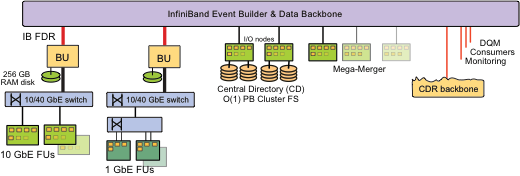 InfiniBand Event Builder & Data Backbone
IB FDR
I/O nodes
DQM
Consumers
Monitoring
BU
BU
256 GB
RAM disk
Mega-Merger
Central Directory (CD)
O(1) PB Cluster FS
CDR backbone
10/40 GbE switch
10/40 GbE switch
10 GbE FUs
1 GbE FUs